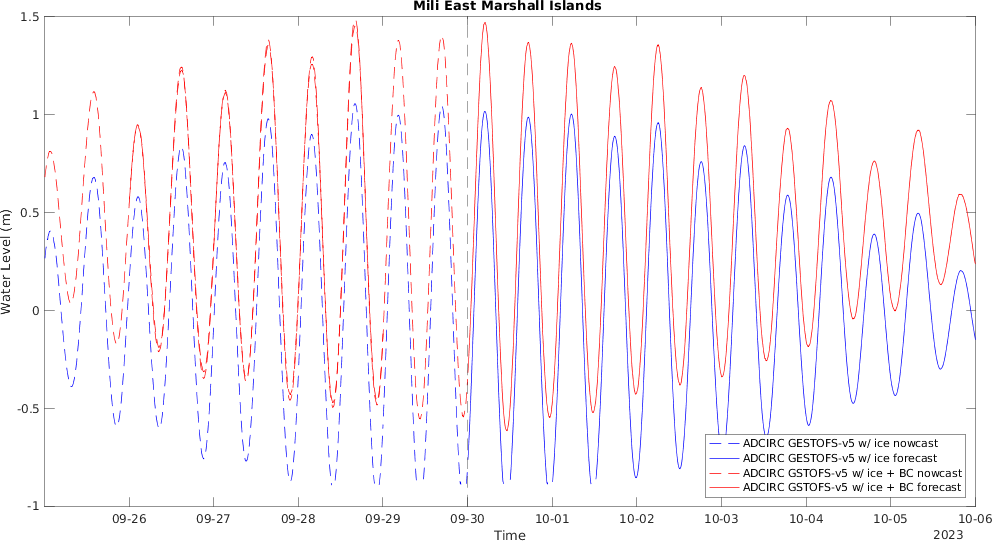 Mili East Marshall Islands
1.5
1
0.5
0
-0.5
-1
Water Level (m)
ADCIRC GESTOFS-v5 w/ ice nowcast
ADCIRC GESTOFS-v5 w/ ice forecast
ADCIRC GSTOFS-v5 w/ ice + BC nowcast
ADCIRC GSTOFS-v5 w/ ice + BC forecast
09-26 09-27 09-28 09-29 09-30 10-01 10-02 10-03 10-04 10-05 10-06
Time
2023